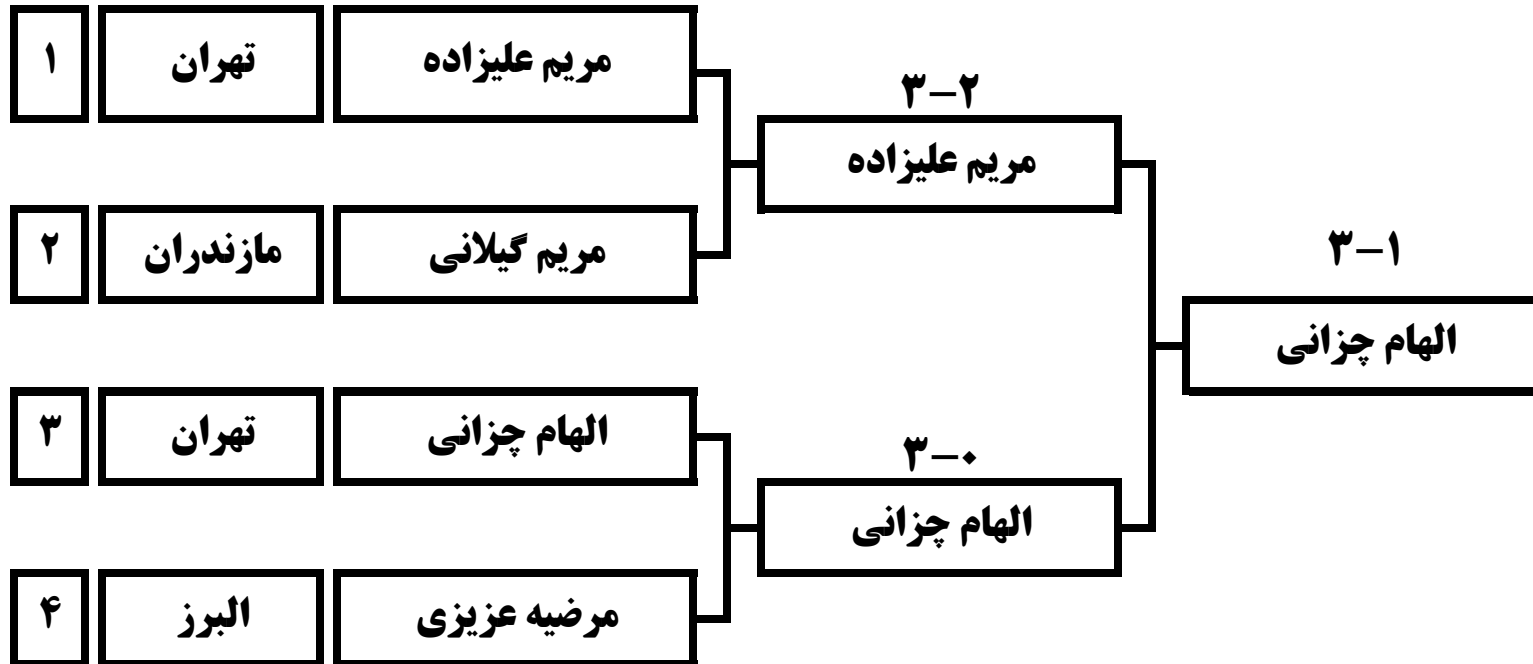 ۱ تهران مریم علیزاده
۳-۲
مریم علیزاده
۲ مازندران مریم گیلانی
۳-۱
الهام چزانی
۳ تهران الهام چزانی
۳-۰
الهام چزانی
۴ البرز مرضیه عزیزی